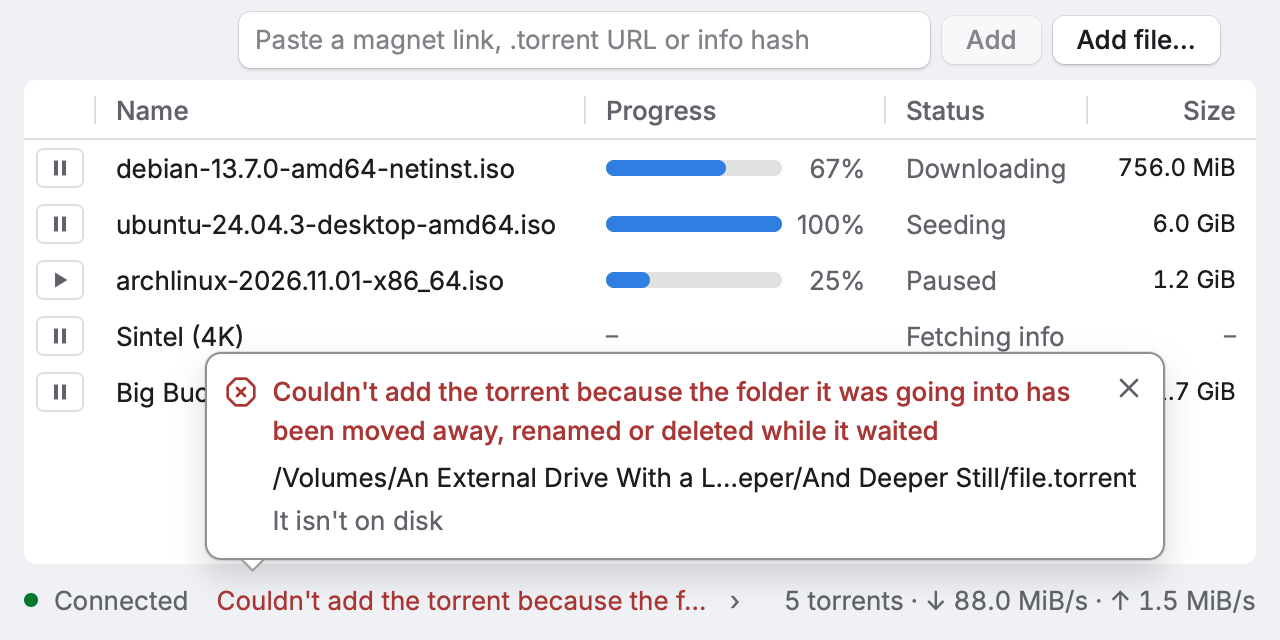 Paste a magnet link, .torrent URL or info hash
Add
Add file...
Name Progress Status Size
debian-13.7.0-amd64-netinst.iso 67% Downloading 756.0 MiB
ubuntu-24.04.3-desktop-amd64.iso 100% Seeding 6.0 GiB
archlinux-2026.11.01-x86_64.iso 25% Paused 1.2 GiB
Sintel (4K) – Fetching info –
Big .7 GiB
Couldn't add the torrent because the folder it was going into has
been moved away, renamed or deleted while it waited
/Volumes/An External Drive With a L...eper/And Deeper Still/file.torrent
It isn't on disk
Connected Couldn't add the torrent because the f... › 5 torrents · ↓ 88.0 MiB/s · ↑ 1.5 MiB/s